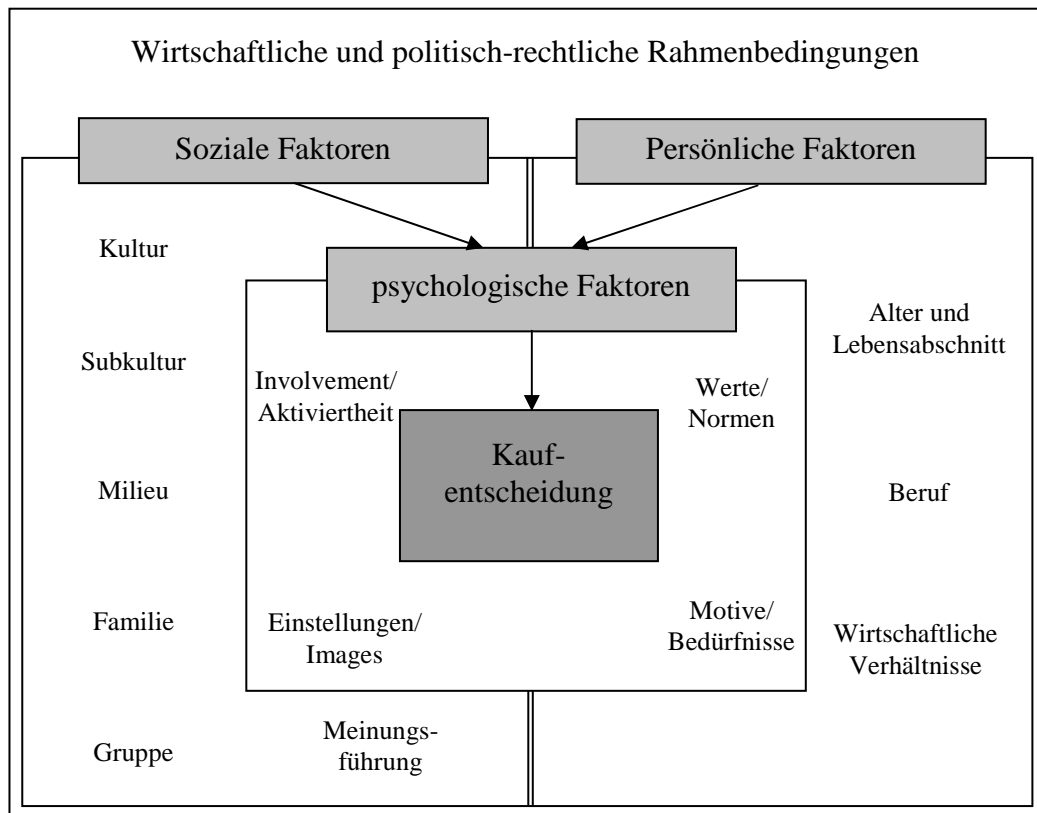 Wirtschaftliche und politisch-rechtliche Rahmenbedingungen
Soziale Faktoren
Persönliche Faktoren
Kultur
psychologische Faktoren
Alter und
Lebensabschnitt
Subkultur
Involvement/
Aktiviertheit
Werte/
Normen
Kauf-
entscheidung
Milieu
Beruf
Familie
Einstellungen/
Images
Motive/
Bedürfnisse
Wirtschaftliche
Verhältnisse
Gruppe
Meinungs-
führung